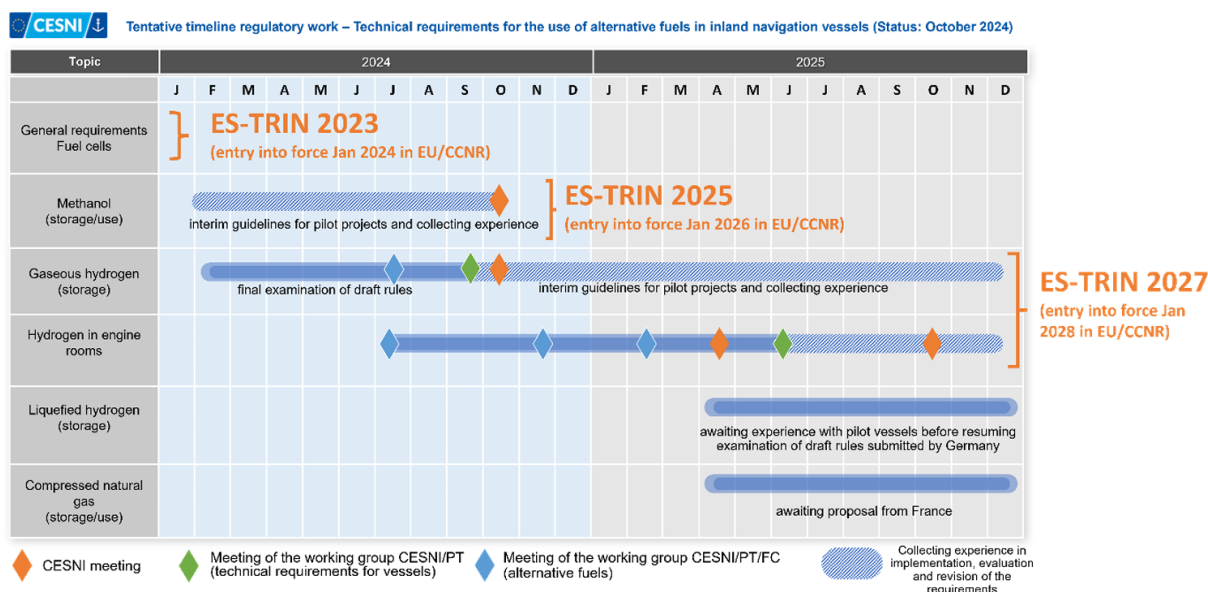 CESNI
Tentative timeline regulatory work – Technical requirements for the use of alternative fuels in inland navigation vessels (Status: October 2024)
Topic
2024
2025
J F M A M J J A S O N D J F M A M J J A S O N D
General requirements
Fuel cells
ES-TRIN 2023
(entry into force Jan 2024 in EU/CCNR)
Methanol
(storage/use)
interim guidelines for pilot projects and collecting experience
ES-TRIN 2025
(entry into force Jan 2026 in EU/CCNR)
Gaseous hydrogen
(storage)
final examination of draft rules
interim guidelines for pilot projects and collecting experience
ES-TRIN 2027
(entry into force Jan
2028 in EU/CCNR)
Hydrogen in engine
rooms
Liquefied hydrogen
(storage)
awaiting experience with pilot vessels before resuming
examination of draft rules submitted by Germany
Compressed natural
gas
(storage/use)
awaiting proposal from France
CESNI meeting
Meeting of the working group CESNI/PT
(technical requirements for vessels)
Meeting of the working group CESNI/PT/FC
(alternative fuels)
Collecting experience in
implementation, evaluation
and revision of the
requirements